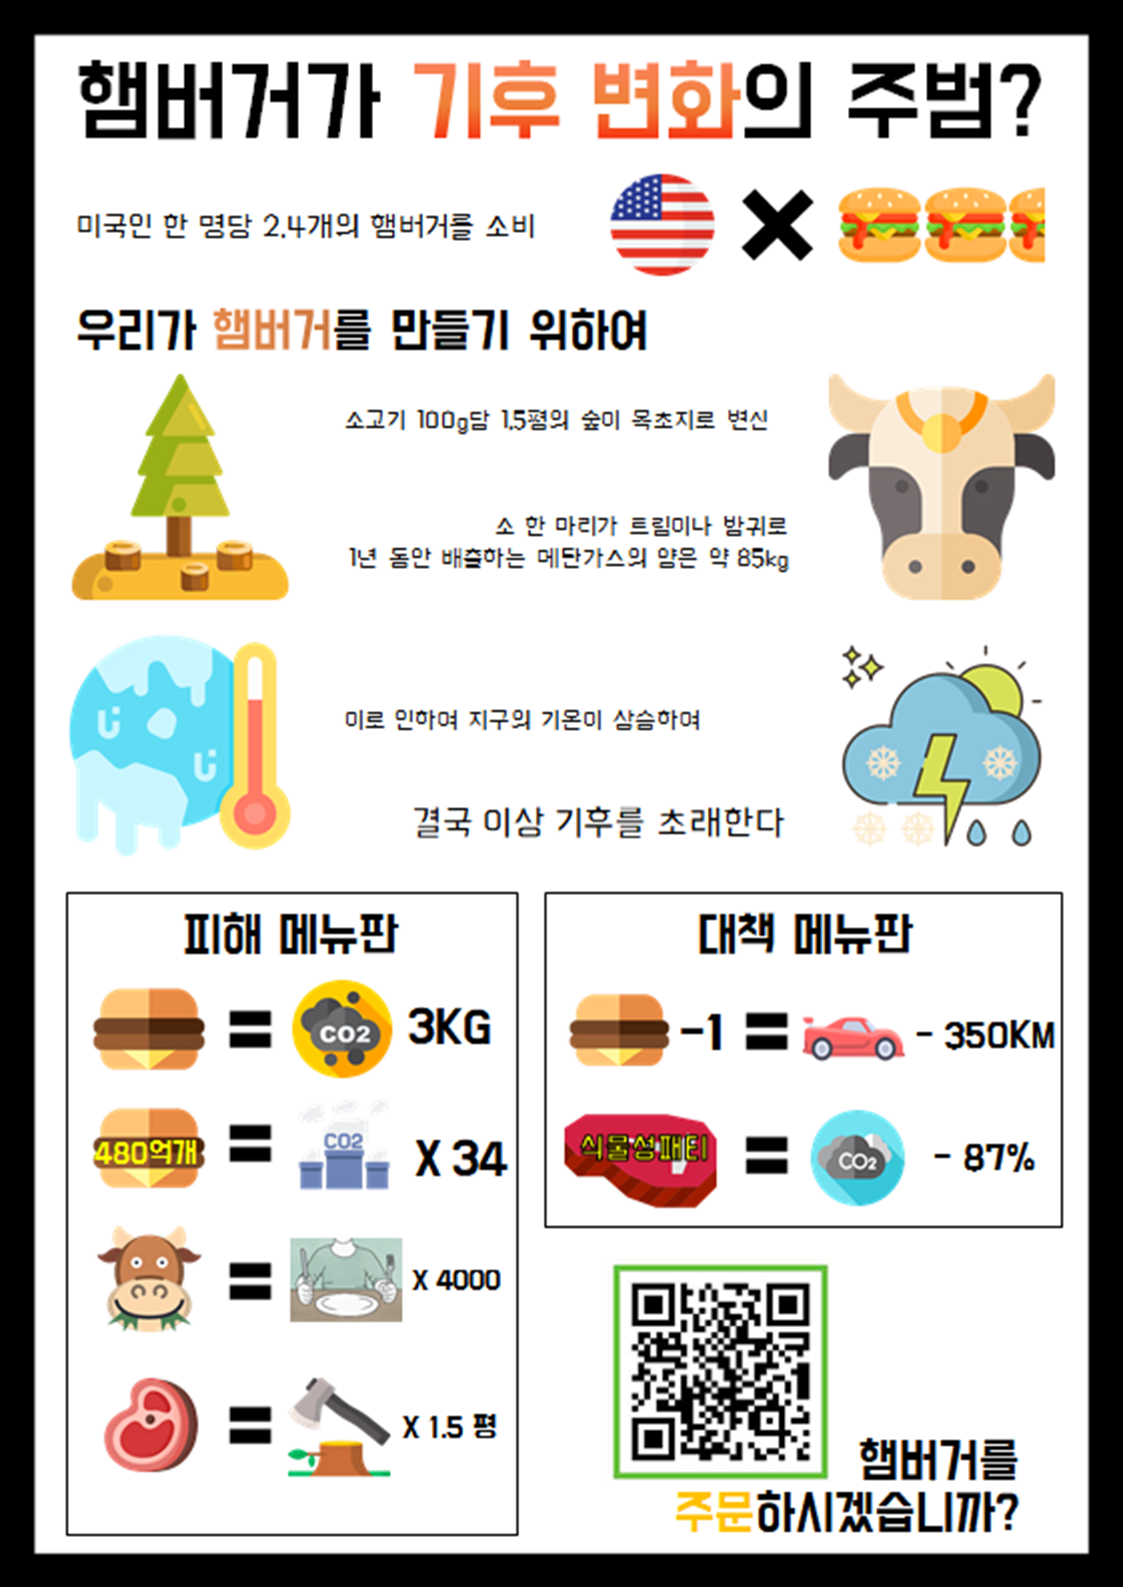 햄버거가 기후 변화의 주범?
미국인 한 명당 2.4개의 햄버거를 소비
우리가 햄버거를 만들기 위하여
소고기 100g담 1.5평의 숲이 목초지로 변신
소 한 마리가 트림이나 방귀로
1년 동안 배출하는 메탄가스의 양은 약 85kg
이로 인하여 지구의 기온이 상승하여
결국 이상 기후를 초래한다
피해 메뉴판
= CO2 3KG
480억개 = CO2 X 34
= X 4000
= X 1.5 평
대책 메뉴판
-1 = - 350KM
식물성패티 = CO2 - 87%
햄버거를
주문하시겠습니까?